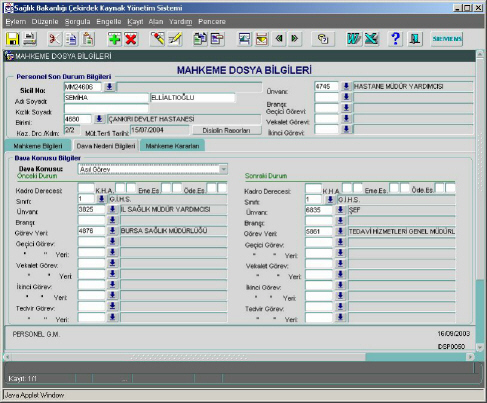 Sağlık Bakanlığı Çekirdek Kaynak Yönetim Sistemi
Eylem Düzenle Sorgula Engelle Kayıt Alan Yardım Pencere
SIEMENS
MAHKEME DOSYA BİLGİLERİ
MAHKEME DOSYA BİLGİLERİ
Personel Son Durum Bilgileri
Sicil No: MM24606
Ünvanı: 4745 HASTANE MÜDÜR YARDIMCISI
Adı Soyadı: SEMİHA ELLİALTIOĞLU
Branşı:
Kızlık Soyadı:
Geçici Görevi:
Birimi: 4880 ÇANKIRI DEVLET HASTANESİ
Vekalet Görevi:
Kaz. Drc./Kdm: 2/2 Müt.Terfi Tarihi: 15/07/2004 Disiplin Raporları
İkinci Görev:
Mahkeme Bilgileri Dava Nedeni Bilgileri Mahkeme Kararları
Dava Konusu Bilgiler
Dava Konusu: Asıl Görev
Önceki Durum Sonraki Durum
Kadro Derecesi: K.H.A. Eme.Es Öde.Es Kadro Derecesi: K.H.A. Eme.Es Öde.Es
Sınıfı: 1 G.İ.H.S. Sınıfı: 1 G.İ.H.S.
Ünvanı: 3825 İL SAĞLIK MÜDÜR YARDIMCISI Ünvanı: 6835 ŞEF
Branşı: Branşı:
Görev Yeri: 4876 BURSA SAĞLIK MÜDÜRLÜĞÜ Görev Yeri: 5061 TEDAVİ HİZMETLERİ GENEL MÜDÜRL
Geçici Görev: Geçici Görev:
" " Yeri: " " Yeri:
Vekalet Görev: Vekalet Görev:
" " Yeri: " " Yeri:
İkinci Görev: İkinci Görev:
" " Yeri: " " Yeri:
Tedvir Görev: Tedvir Görev:
" " Yeri: " " Yeri:
PERSONEL G.M. 16/09/2003
DSP0050
Kayıt: 1/1
Java Applet Window